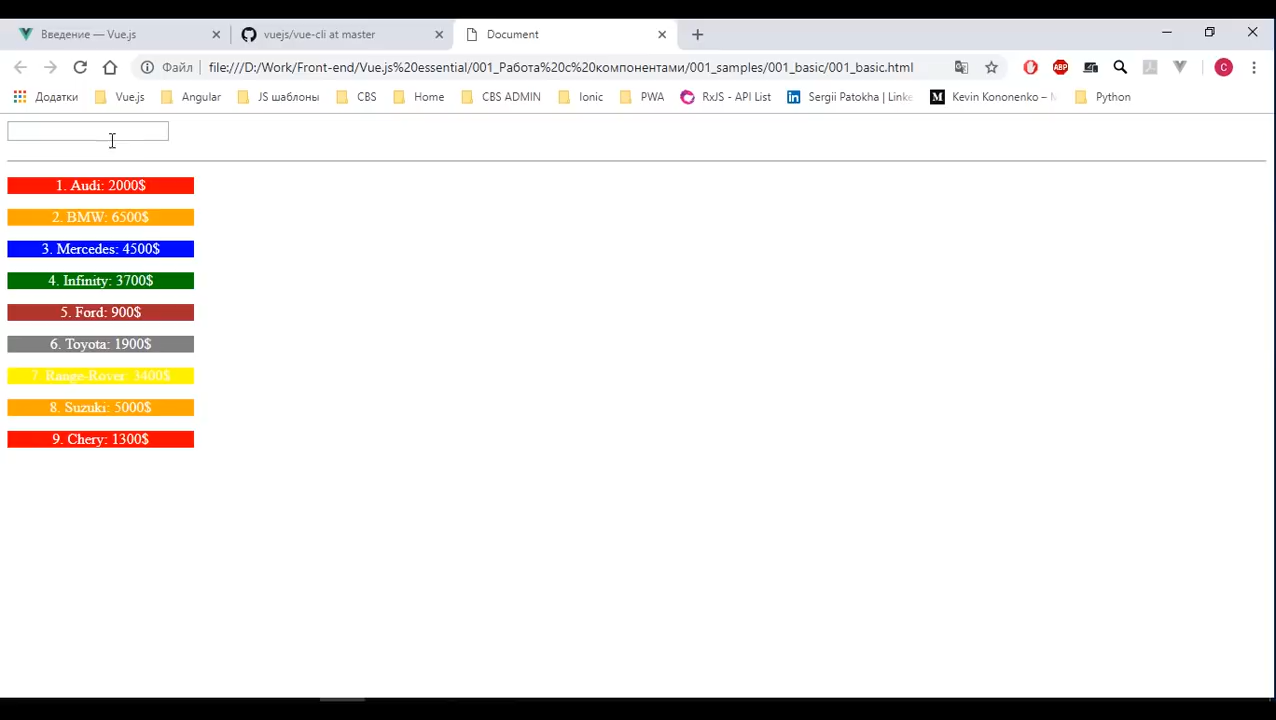 Введение — Vue.js
vuejs/vue-cli at master
Document
Файл
file:///D:/Work/Front-end/Vue.js%20essential/001_Работа%20с%20компонентами/001_samples/001_basic/001_basic.html
ABP
C
Додатки
Vue.js
Angular
JS шаблоны
CBS
Home
CBS ADMIN
Ionic
PWA
RxJS - API List
Sergii Patokha | Linke
Kevin Kononenko –
Python
1. Audi: 2000$
2. BMW: 6500$
3. Mercedes: 4500$
4. Infinity: 3700$
5. Ford: 900$
6. Toyota: 1900$
7. Range-Rover: 3400$
8. Suzuki: 5000$
9. Chery: 1300$